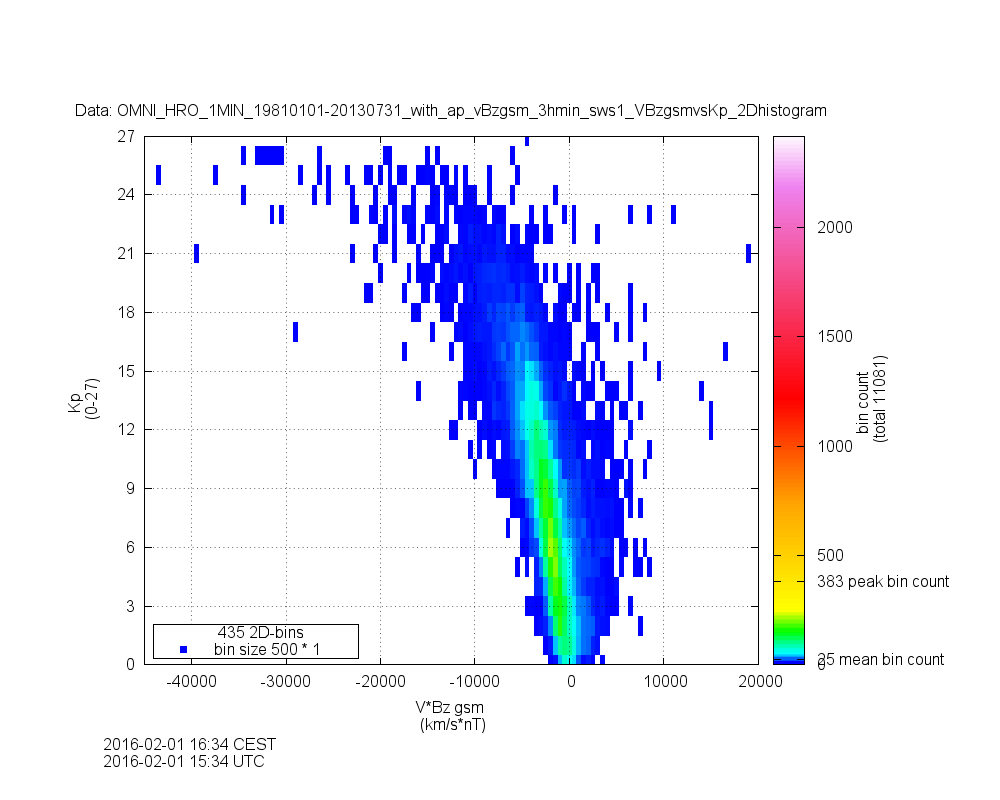 Data: OMNI_HRO_1MIN_19810101-20130731_with_ap_vBzgsm_3hmin_sws1_VBzgsmvsKp_2Dhistogram
27
24
21
18
15
12
9
6
3
0
Kp
(0-27)
435 2D-bins
bin size 500 * 1
-40000 -30000 -20000 -10000 0 10000 20000
V*Bz gsm
(km/s*nT)
2000
1500
1000
500
383 peak bin count
25 mean bin count
0
bin count
(total 11081)
2016-02-01 16:34 CEST
2016-02-01 15:34 UTC